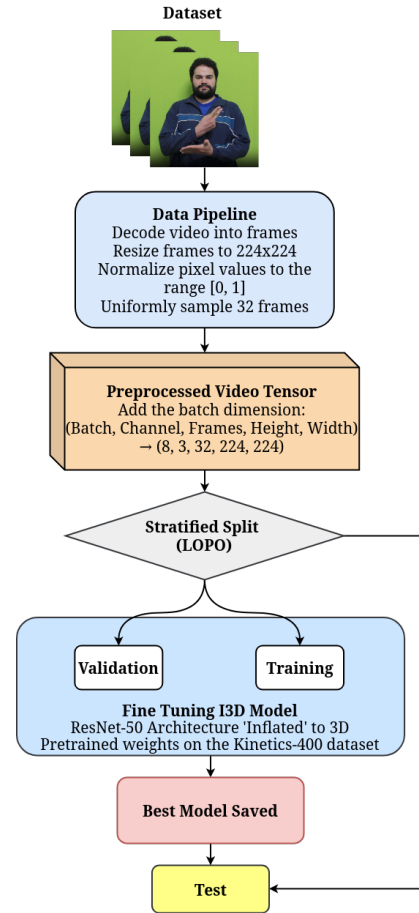 Dataset
Data Pipeline
Decode video into frames
Resize frames to 224x224
Normalize pixel values to the
range [0, 1]
Uniformly sample 32 frames
Preprocessed Video Tensor
Add the batch dimension:
(Batch, Channel, Frames, Height, Width)
→ (8, 3, 32, 224, 224)
Stratified Split
(LOPO)
Validation
Training
Fine Tuning I3D Model
ResNet-50 Architecture 'Inflated' to 3D
Pretrained weights on the Kinetics-400 dataset
Best Model Saved
Test